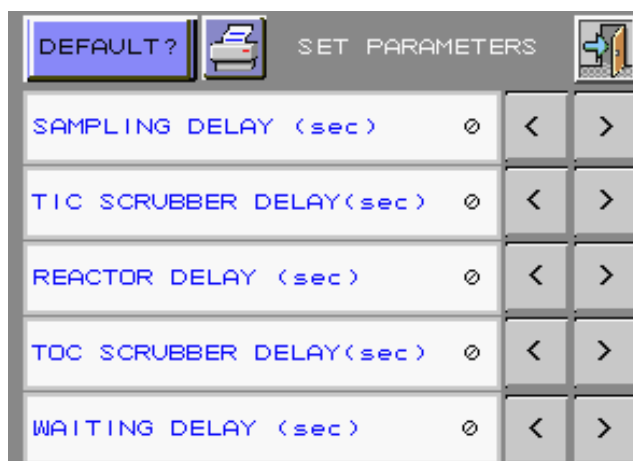 DEFAULT? SET PARAMETERS
SAMPLING DELAY (sec) 0 < >
TIC SCRUBBER DELAY(sec) 0 < >
REACTOR DELAY (sec) 0 < >
TOC SCRUBBER DELAY(sec) 0 < >
WAITING DELAY (sec) 0 < >